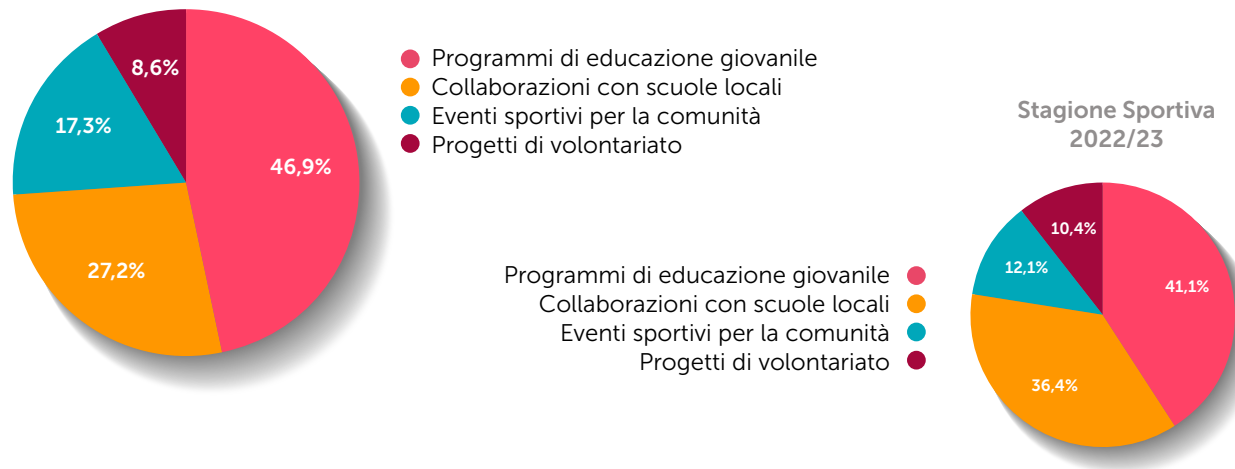 8,6%
17,3%
46,9%
27,2%
Programmi di educazione giovanile
Collaborazioni con scuole locali
Eventi sportivi per la comunità
Progetti di volontariato
Stagione Sportiva
2022/23
Programmi di educazione giovanile
Collaborazioni con scuole locali
Eventi sportivi per la comunità
Progetti di volontariato
10,4%
12,1%
41,1%
36,4%